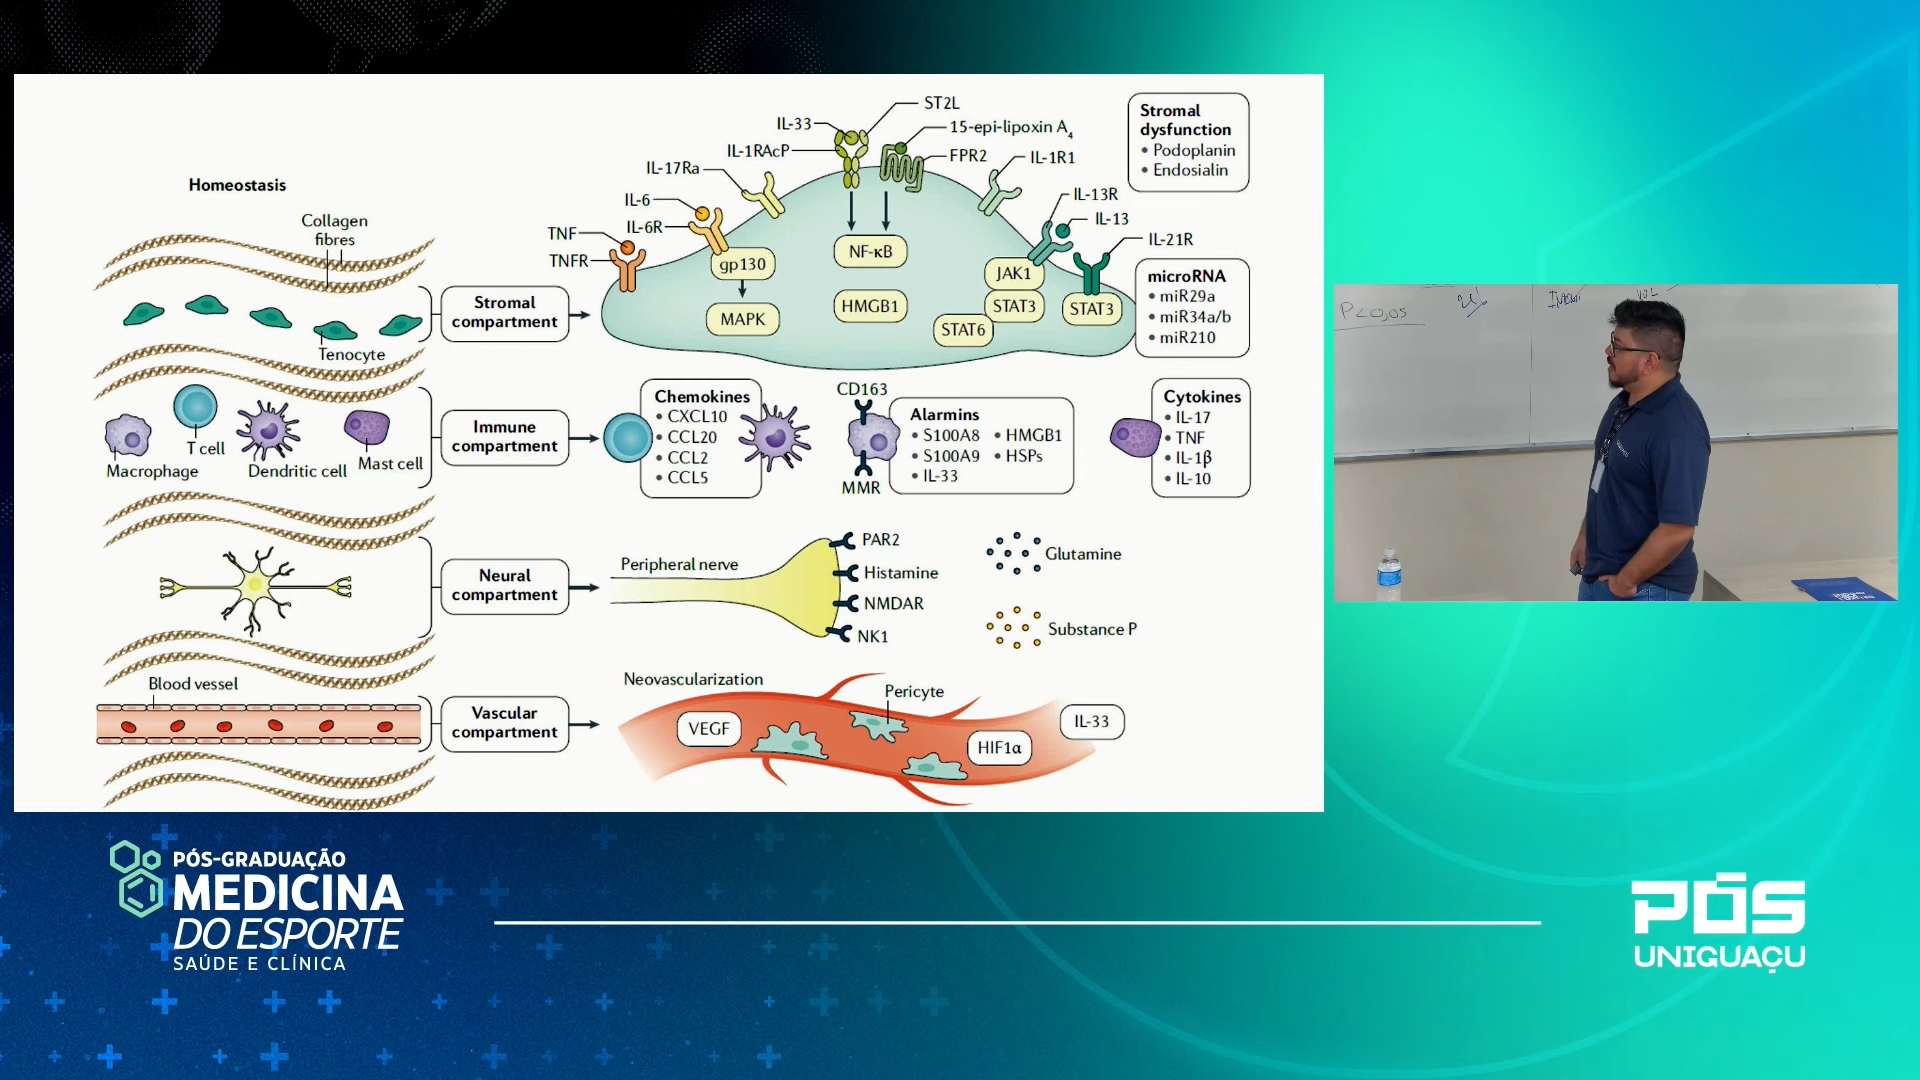 Homeostasis
Collagen
fibres
Tenocyte
Stromal
compartment
TNF
TNFR
IL-6
IL-6R
IL-17Ra
IL-1RAcP
IL-33
ST2L
15-epi-lipoxin A4
FPR2
IL-1R1
IL-13R
IL-13
IL-21R
gp130
MAPK
NF-κB
HMGB1
JAK1
STAT3
STAT6
STAT3
Stromal
dysfunction
• Podoplanin
• Endosialin
microRNA
• miR29a
• miR34a/b
• miR210
Macrophage
T cell
Dendritic cell
Mast cell
Immune
compartment
Chemokines
• CXCL10
• CCL20
• CCL2
• CCL5
CD163
MMR
Alarmins
• S100A8 • HMGB1
• S100A9 • HSPs
• IL-33
Cytokines
• IL-17
• TNF
• IL-1β
• IL-10
Neural
compartment
Peripheral nerve
PAR2
Histamine
NMDAR
NK1
Glutamine
Substance P
Blood vessel
Vascular
compartment
Neovascularization
VEGF
Pericyte
HIF1α
IL-33
P<0,05
PÓS-GRADUAÇÃO
MEDICINA
DO ESPORTE
SAÚDE E CLÍNICA
PÓS
UNIGUAÇU